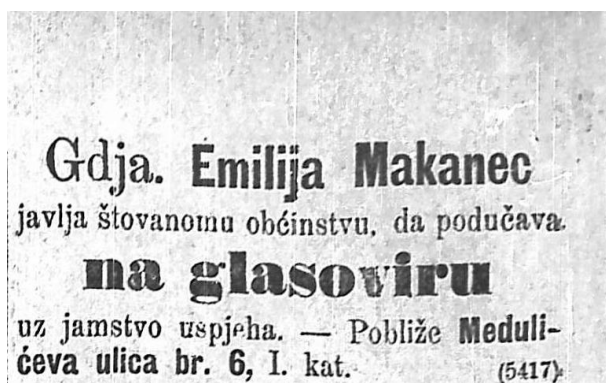 Gdja. Emilija Makanec
javlja štovanomu obćinstvu, da podučava
na glasoviru
uz jamstvo uspjeha. — Pobliže Meduli-
ćeva ulica br. 6, I. kat. (5417)